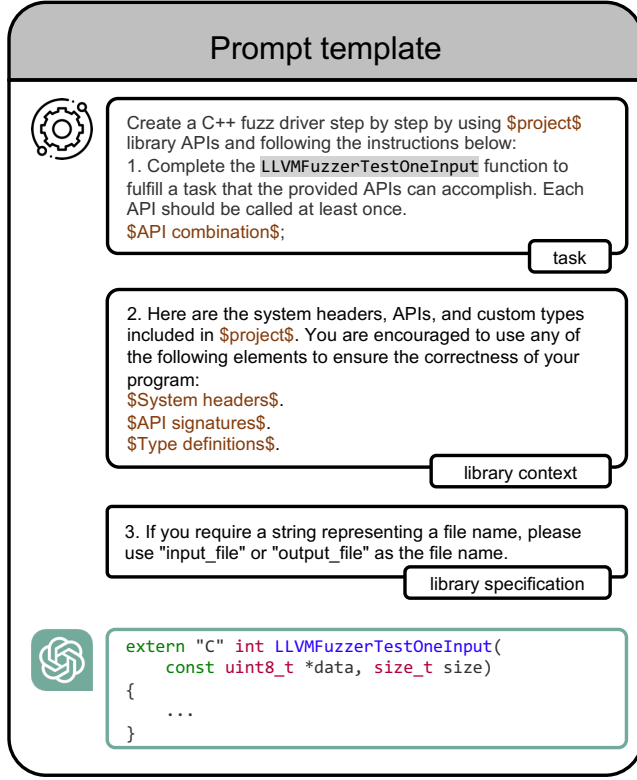 Prompt template
Create a C++ fuzz driver step by step by using $project$
library APIs and following the instructions below:
1. Complete the LLVMFuzzerTestOneInput function to
fulfill a task that the provided APIs can accomplish. Each
API should be called at least once.
$API combination$;
task
2. Here are the system headers, APIs, and custom types
included in $project$. You are encouraged to use any of
the following elements to ensure the correctness of your
program:
$System headers$.
$API signatures$.
$Type definitions$.
library context
3. If you require a string representing a file name, please
use "input_file" or "output_file" as the file name.
library specification
extern "C" int LLVMFuzzerTestOneInput(
    const uint8_t *data, size_t size)
{
    ...
}